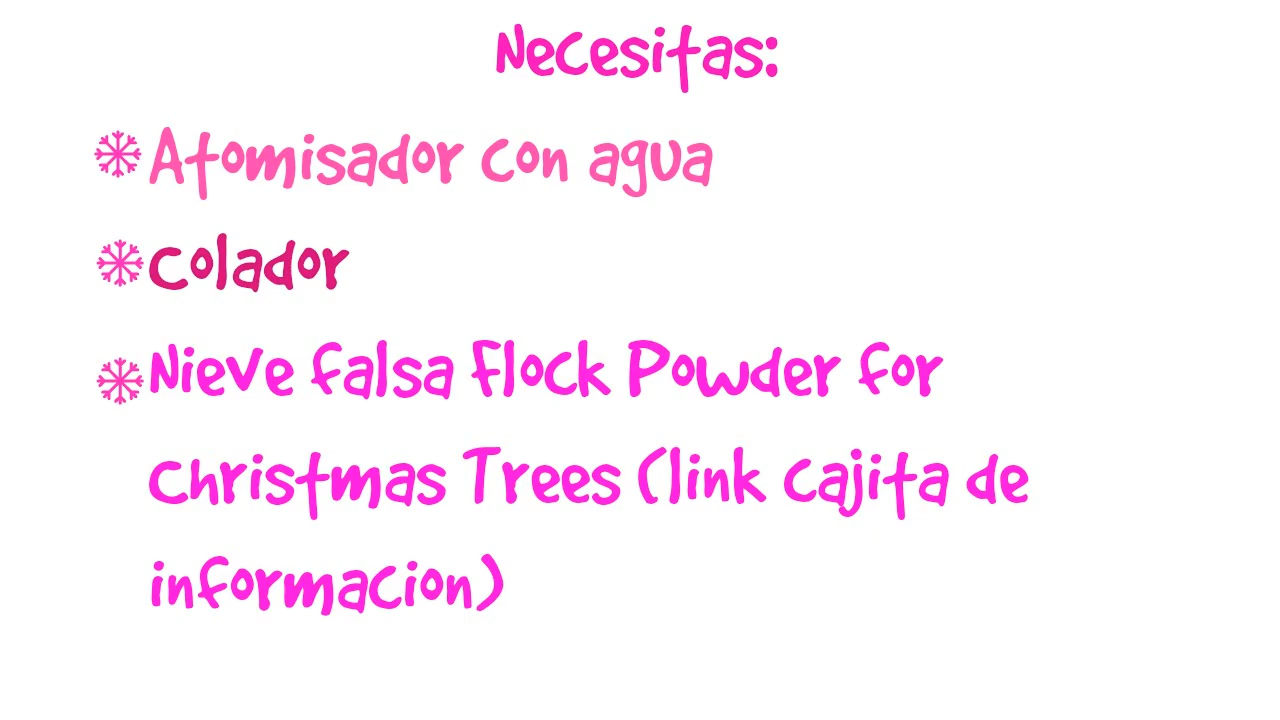 Necesitas:
Atomisador con agua
Colador
Nieve falsa Flock Powder for
Christmas Trees (link cajita de
informacion)